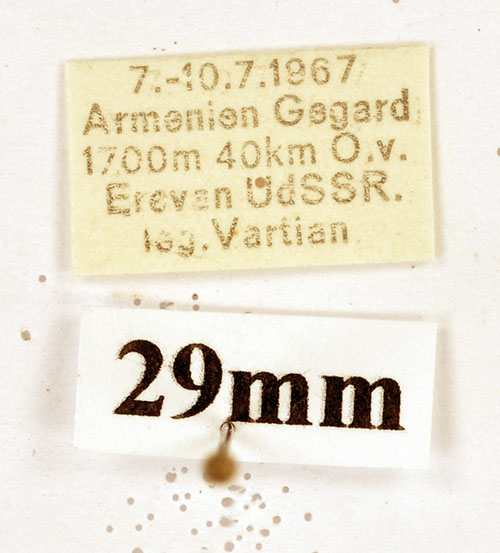 7.-10.7.1967
Armenien Gegard
1700m 40km O.v.
Erevan UdSSR.
leg. Vartian
29mm